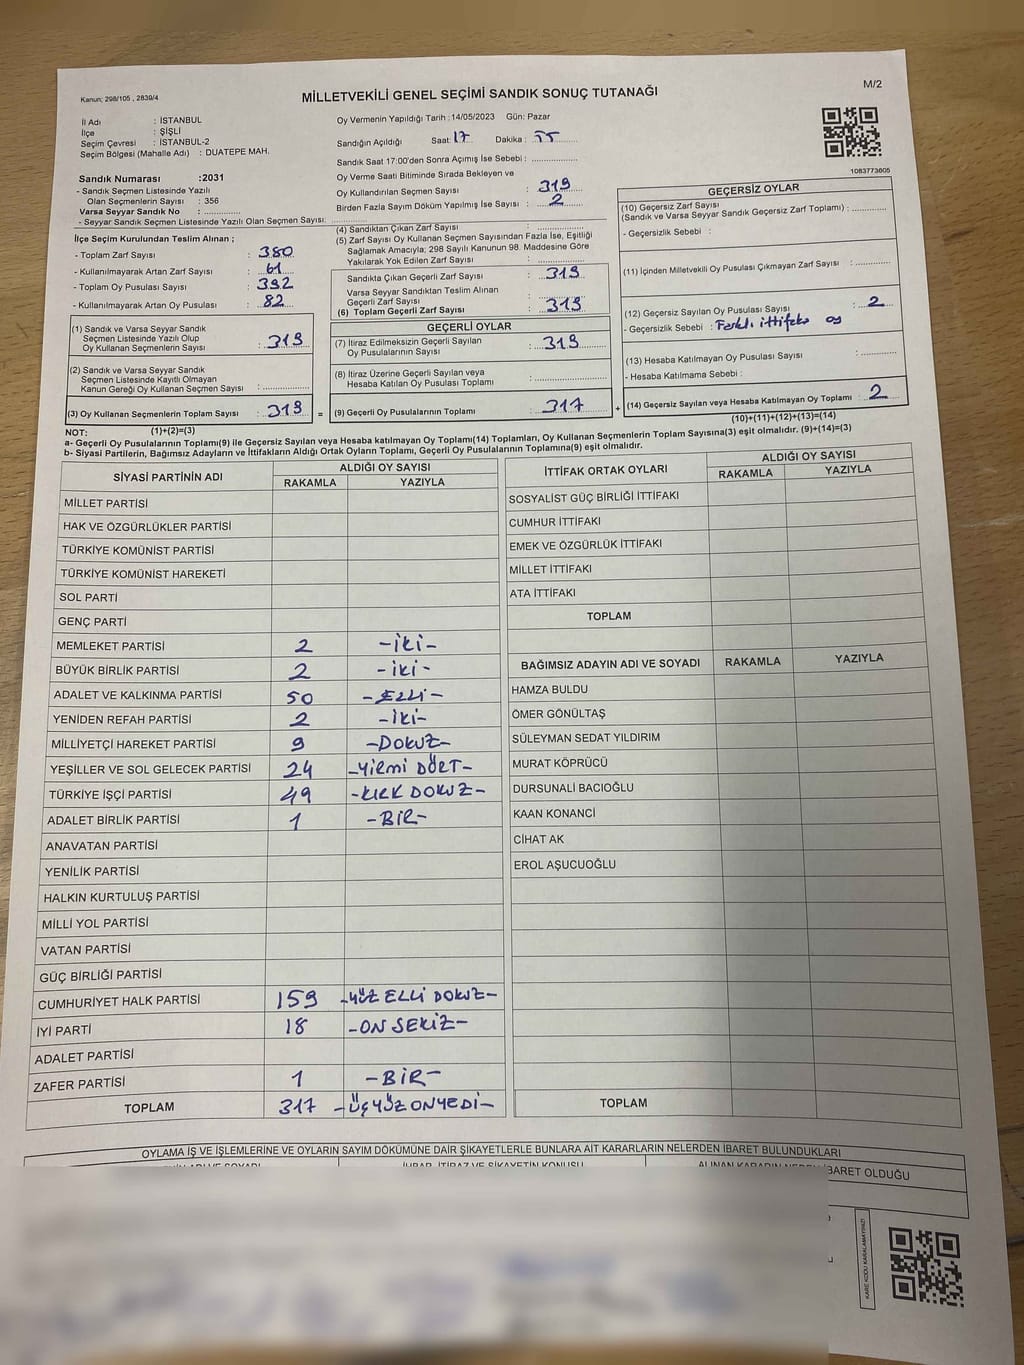 Kanun; 298/105 , 2839/4
MİLLETVEKİLİ GENEL SEÇİMİ SANDIK SONUÇ TUTANAĞI
M/2
İl Adı : İSTANBUL
İlçe : ŞİŞLİ
Seçim Çevresi : İSTANBUL-2
Seçim Bölgesi (Mahalle Adı) : DUATEPE MAH.
Sandık Numarası :2031
- Sandık Seçmen Listesinde Yazılı
Olan Seçmenlerin Sayısı : 356
Varsa Seyyar Sandık No : ..............
- Seyyar Sandık Seçmen Listesinde Yazılı Olan Seçmen Sayısı: ..............
İlçe Seçim Kurulundan Teslim Alınan ;
- Toplam Zarf Sayısı : 380
- Kullanılmayarak Artan Zarf Sayısı : 61
- Toplam Oy Pusulası Sayısı : 392
- Kullanılmayarak Artan Oy Pusulası : 82
Oy Vermenin Yapıldığı Tarih : 14/05/2023 Gün: Pazar
Sandığın Açıldığı Saat: 17 Dakika :
Sandık Saat 17:00'den Sonra Açımış İse Sebebi : ..............
Oy Verme Saati Bitiminde Sırada Bekleyen ve
Oy Kullandırılan Seçmen Sayısı : 319
Birden Fazla Sayım Döküm Yapılmış İse Sayısı : 2
(4) Sandıktan Çıkan Zarf Sayısı : ..............
(5) Zarf Sayısı Oy Kullanan Seçmen Sayısından Fazla İse, Eşitliği
Sağlamak Amacıyla; 298 Sayılı Kanunun 98. Maddesine Göre
Yakılarak Yok Edilen Zarf Sayısı : ..............
Sandıkta Çıkan Geçerli Zarf Sayısı : 319
Varsa Seyyar Sandıktan Teslim Alınan
Geçerli Zarf Sayısı : ..............
(6) Toplam Geçerli Zarf Sayısı : 319
1083773605
GEÇERSİZ OYLAR
(10) Geçersiz Zarf Sayısı
(Sandık ve Varsa Seyyar Sandık Geçersiz Zarf Toplamı) : ..............
- Geçersizlik Sebebi :
(11) İçinden Milletvekili Oy Pusulası Çıkmayan Zarf Sayısı : ..............
(12) Geçersiz Sayılan Oy Pusulası Sayısı : 2
- Geçersizlik Sebebi : Farklı ittifaka oy
(13) Hesaba Katılmayan Oy Pusulası Sayısı : ..............
- Hesaba Katılmama Sebebi :
(14) Geçersiz Sayılan veya Hesaba Katılmayan Oy Toplamı : 2
(10)+(11)+(12)+(13)=(14)
(1) Sandık ve Varsa Seyyar Sandık
Seçmen Listesinde Yazılı Olup
Oy Kullanan Seçmenlerin Sayısı : 319
(2) Sandık ve Varsa Seyyar Sandık
Seçmen Listesinde Kayıtlı Olmayan
Kanun Gereği Oy Kullanan Seçmen Sayısı : ..............
(3) Oy Kullanan Seçmenlerin Toplam Sayısı : 319 =
GEÇERLİ OYLAR
(7) İtiraz Edilmeksizin Geçerli Sayılan
Oy Pusulalarının Sayısı : 319
(8) İtiraz Üzerine Geçerli Sayılan veya
Hesaba Katılan Oy Pusulası Toplamı : ..............
(9) Geçerli Oy Pusulalarının Toplamı : 317 +
NOT: (1)+(2)=(3)
a- Geçerli Oy Pusulalarının Toplamı(9) ile Geçersiz Sayılan veya Hesaba katılmayan Oy Toplamı(14) Toplamları, Oy Kullanan Seçmenlerin Toplam Sayısına(3) eşit olmalıdır. (9)+(14)=(3)
b- Siyasi Partilerin, Bağımsız Adayların ve İttifakların Aldığı Ortak Oyların Toplamı, Geçerli Oy Pusulalarının Toplamına(9) eşit olmalıdır.
SİYASİ PARTİNİN ADI ALDIĞI OY SAYISI
RAKAMLA YAZIYLA
MİLLET PARTİSİ
HAK VE ÖZGÜRLÜKLER PARTİSİ
TÜRKİYE KOMÜNİST PARTİSİ
TÜRKİYE KOMÜNİST HAREKETİ
SOL PARTİ
GENÇ PARTİ
MEMLEKET PARTİSİ 2 -İKİ-
BÜYÜK BİRLİK PARTİSİ 2 -İKİ-
ADALET VE KALKINMA PARTİSİ 50 -ELLİ-
YENİDEN REFAH PARTİSİ 2 -İKİ-
MİLLİYETÇİ HAREKET PARTİSİ 9 -DOKUZ-
YEŞİLLER VE SOL GELECEK PARTİSİ 24 -YİRMİ DÖRT-
TÜRKİYE İŞÇİ PARTİSİ 49 -KIRK DOKUZ-
ADALET BİRLİK PARTİSİ 1 -BİR-
ANAVATAN PARTİSİ
YENİLİK PARTİSİ
HALKIN KURTULUŞ PARTİSİ
MİLLİ YOL PARTİSİ
VATAN PARTİSİ
GÜÇ BİRLİĞİ PARTİSİ
CUMHURİYET HALK PARTİSİ 159 -YÜZ ELLİ DOKUZ-
İYİ PARTİ 18 -ON SEKİZ-
ADALET PARTİSİ
ZAFER PARTİSİ 1 -BİR-
TOPLAM 317 -ÜÇYÜZ ONYEDİ-
İTTİFAK ORTAK OYLARI ALDIĞI OY SAYISI
RAKAMLA YAZIYLA
SOSYALİST GÜÇ BİRLİĞİ İTTİFAKI
CUMHUR İTTİFAKI
EMEK VE ÖZGÜRLÜK İTTİFAKI
MİLLET İTTİFAKI
ATA İTTİFAKI
TOPLAM
BAĞIMSIZ ADAYIN ADI VE SOYADI RAKAMLA YAZIYLA
HAMZA BULDU
ÖMER GÖNÜLTAŞ
SÜLEYMAN SEDAT YILDIRIM
MURAT KÖPRÜCÜ
DURSUNALİ BACIOĞLU
KAAN KONANCİ
CİHAT AK
EROL AŞUCUOĞLU
TOPLAM
OYLAMA İŞ VE İŞLEMLERİNE VE OYLARIN SAYIM DÖKÜMÜNE DAİR ŞİKAYETLERLE BUNLARA AİT KARARLARIN NELERDEN İBARET BULUNDUKLARI
İHBAR, İTİRAZ VE ŞİKAYETİN KONUSU
ALINAN KARARIN NEDEN İBARET OLDUĞU
KARE KODU KARALAMAYINIZ!